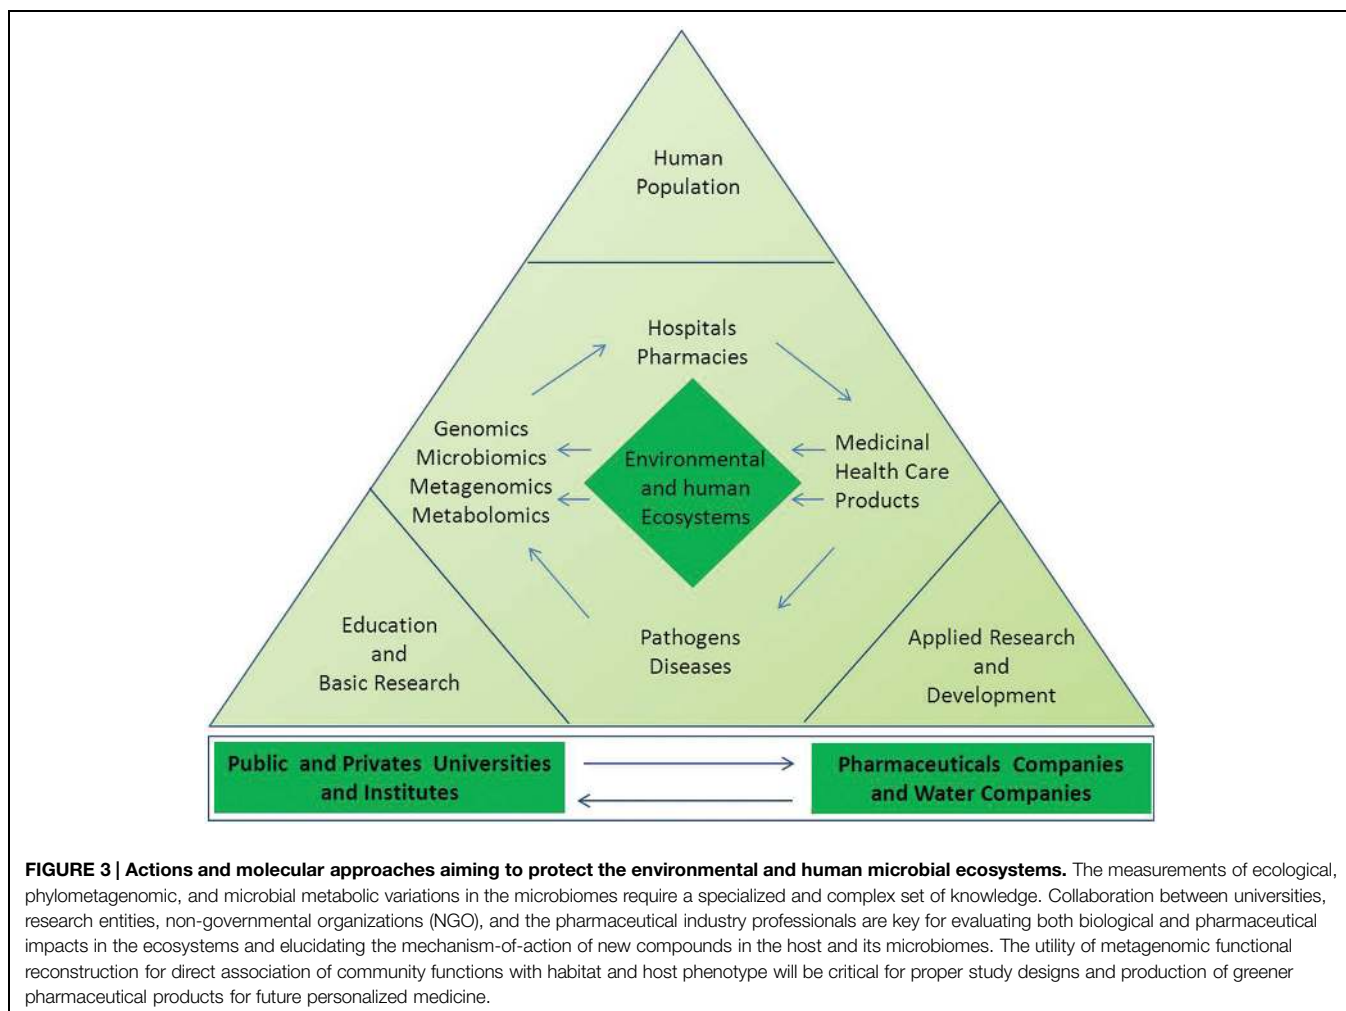 Human
Population
Hospitals
Pharmacies
Genomics
Microbiomics
Metagenomics
Metabolomics
Environmental
and human
Ecosystems
Medicinal
Health Care
Products
Education
and
Basic Research
Pathogens
Diseases
Applied Research
and
Development
Public and Privates Universities
and Institutes
Pharmaceuticals Companies
and Water Companies
FIGURE 3 | Actions and molecular approaches aiming to protect the environmental and human microbial ecosystems. The measurements of ecological,
phylometagenomic, and microbial metabolic variations in the microbiomes require a specialized and complex set of knowledge. Collaboration between universities,
research entities, non-governmental organizations (NGO), and the pharmaceutical industry professionals are key for evaluating both biological and pharmaceutical
impacts in the ecosystems and elucidating the mechanism-of-action of new compounds in the host and its microbiomes. The utility of metagenomic functional
reconstruction for direct association of community functions with habitat and host phenotype will be critical for proper study designs and production of greener
pharmaceutical products for future personalized medicine.